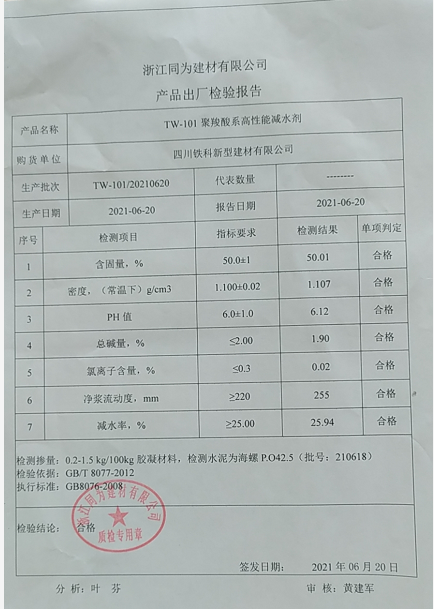 浙江同为建材有限公司
产品出厂检验报告
产品名称 TW-101 聚羧酸系高性能减水剂
购货单位 四川铁科新型建材有限公司
生产批次 TW-101/20210620 代表数量 --------
生产日期 2021-06-20 报告日期 2021-06-20
序号 检测项目 指标要求 检测结果 单项判定
1 含固量，% 50.0±1 50.01 合格
2 密度，（常温下）g/cm3 1.100±0.02 1.107 合格
3 PH 值 6.0±1.0 6.12 合格
4 总碱量，% ≤2.00 1.90 合格
5 氯离子含量，% ≤0.3 0.02 合格
6 净浆流动度，mm ≥220 255 合格
7 减水率，% ≥25.00 25.94 合格
检测掺量：0.2-1.5 kg/100kg 胶凝材料，检测水泥为海螺 P.O42.5（批号：210618）
检验依据：GB/T 8077-2012
执行标准：GB8076-2008
浙江同为建材有限公司
检验结论： 合格
质检专用章
签发日期： 2021 年 06 月 20 日
分 析：叶 芬 审 核：黄建军